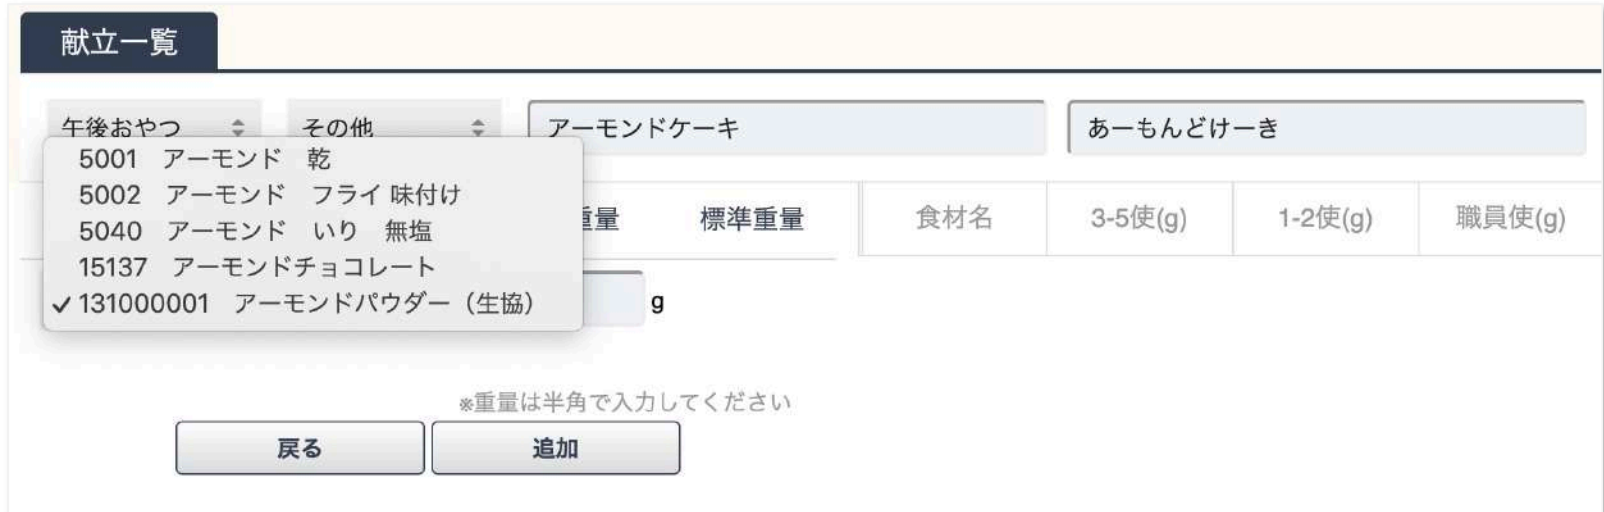 献立一覧
午後おやつ その他 アーモンドケーキ あーもんどけーき
5001 アーモンド 乾
5002 アーモンド フライ 味付け
5040 アーモンド いり 無塩
15137 アーモンドチョコレート
✓131000001 アーモンドパウダー（生協）
重量 標準重量 食材名 3-5使(g) 1-2使(g) 職員使(g)
g
※重量は半角で入力してください
戻る 追加